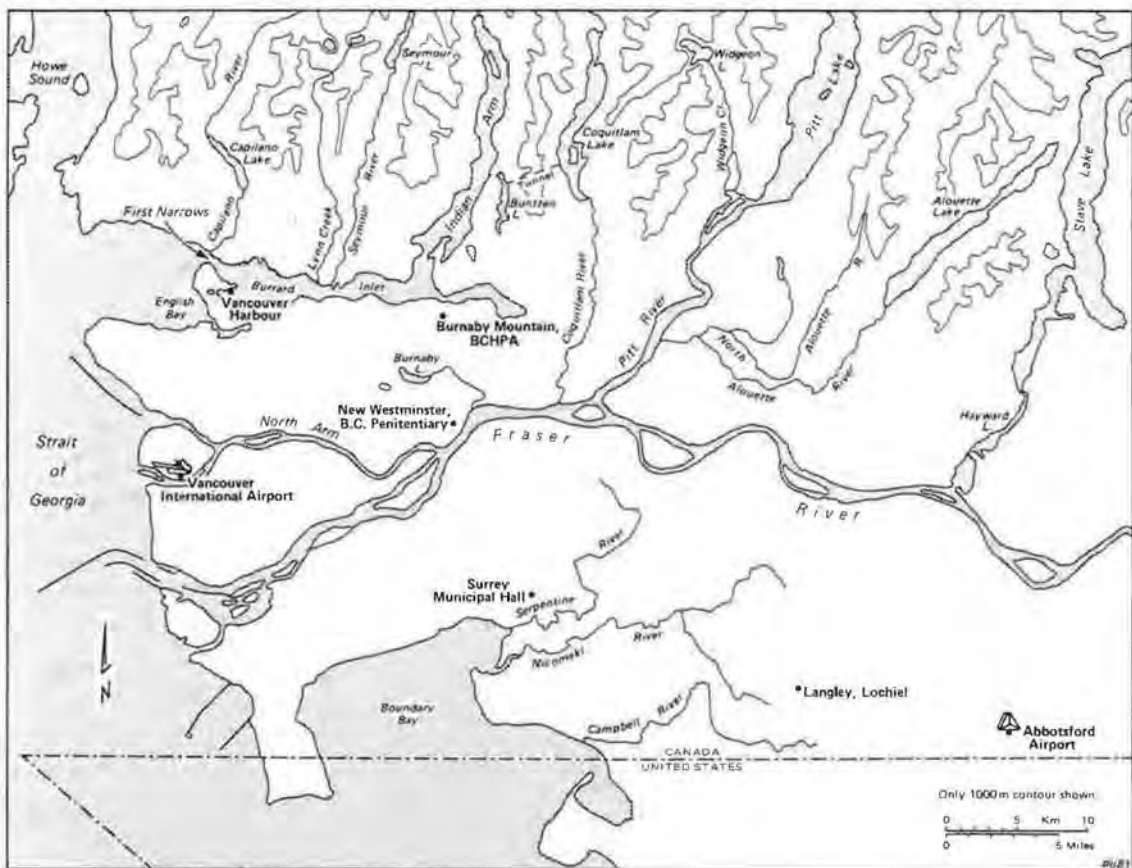 Howe
Sound
River
Seymour
L.
Arm
Widgeon
L.
Lake
Pitt
Capilano
Lake
River
Coquitlam
Lake
Widgeon Cr.
Tunnel
Buntzen
L.
Indian
Slave Lake
Alouette
Lake
First Narrows
Capilano
Lynn Creek
Seymour
Burrard
Inlet
Coquitlam River
R.
Alouette
English
Bay
Vancouver
Harbour
Burnaby Mountain,
BCHPA
River
Pitt
North
Alouette
River
Burnaby
L.
New Westminster,
B.C. Penitentiary
Hayward
L.
North Arm
Fraser
River
Strait
of
Georgia
Vancouver
International Airport
River
Surrey
Municipal Hall
Serpentine
River
Nicomekl
Boundary
Bay
Campbell River
Langley, Lochiel
Abbotsford
Airport
CANADA
UNITED STATES
N
Only 1000 m contour shown.
0 5 Km 10
0 5 Miles